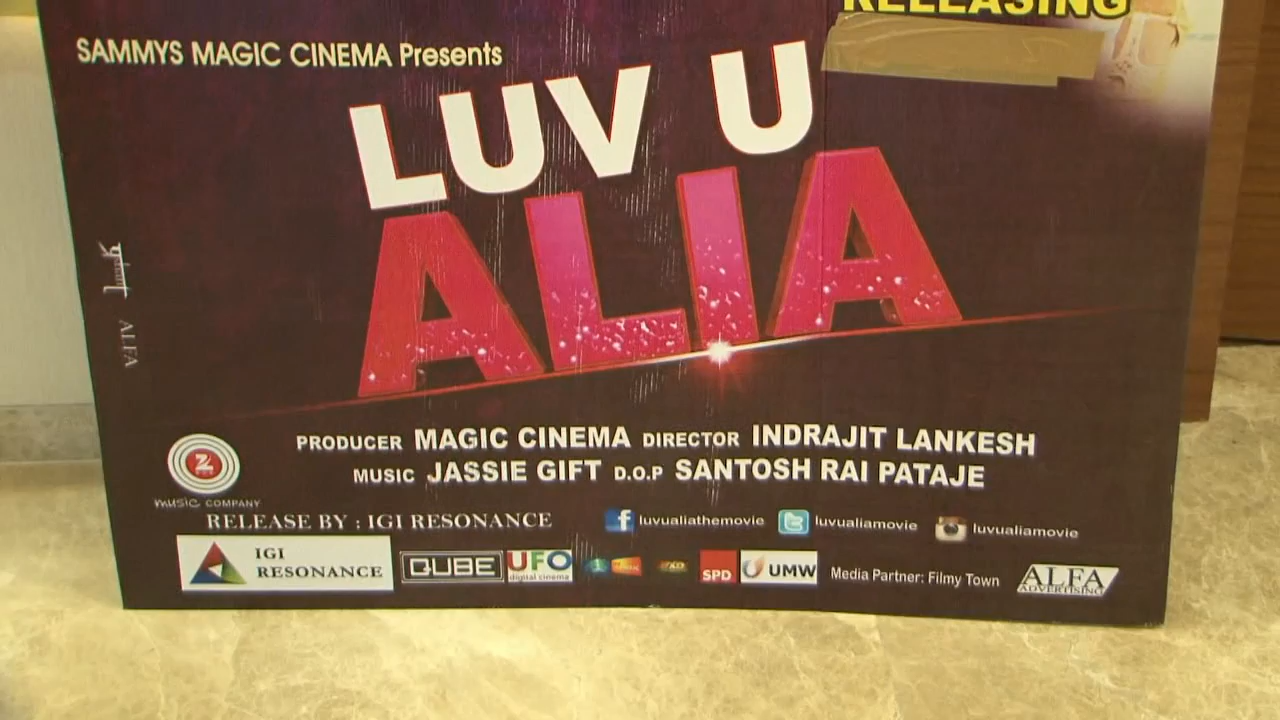 RELEASING
SAMMYS MAGIC CINEMA Presents
LUV U
ALIA
ALFA
PRODUCER MAGIC CINEMA DIRECTOR INDRAJIT LANKESH
MUSIC JASSIE GIFT D.O.P SANTOSH RAI PATAJE
music COMPANY
RELEASE BY : IGI RESONANCE
luvualiathemovie
luvualiamovie
luvualiamovie
IGI
RESONANCE
QUBE
UFO
digital cinema
SPD
UMW
Media Partner: Filmy Town
ALFA
ADVERTISING